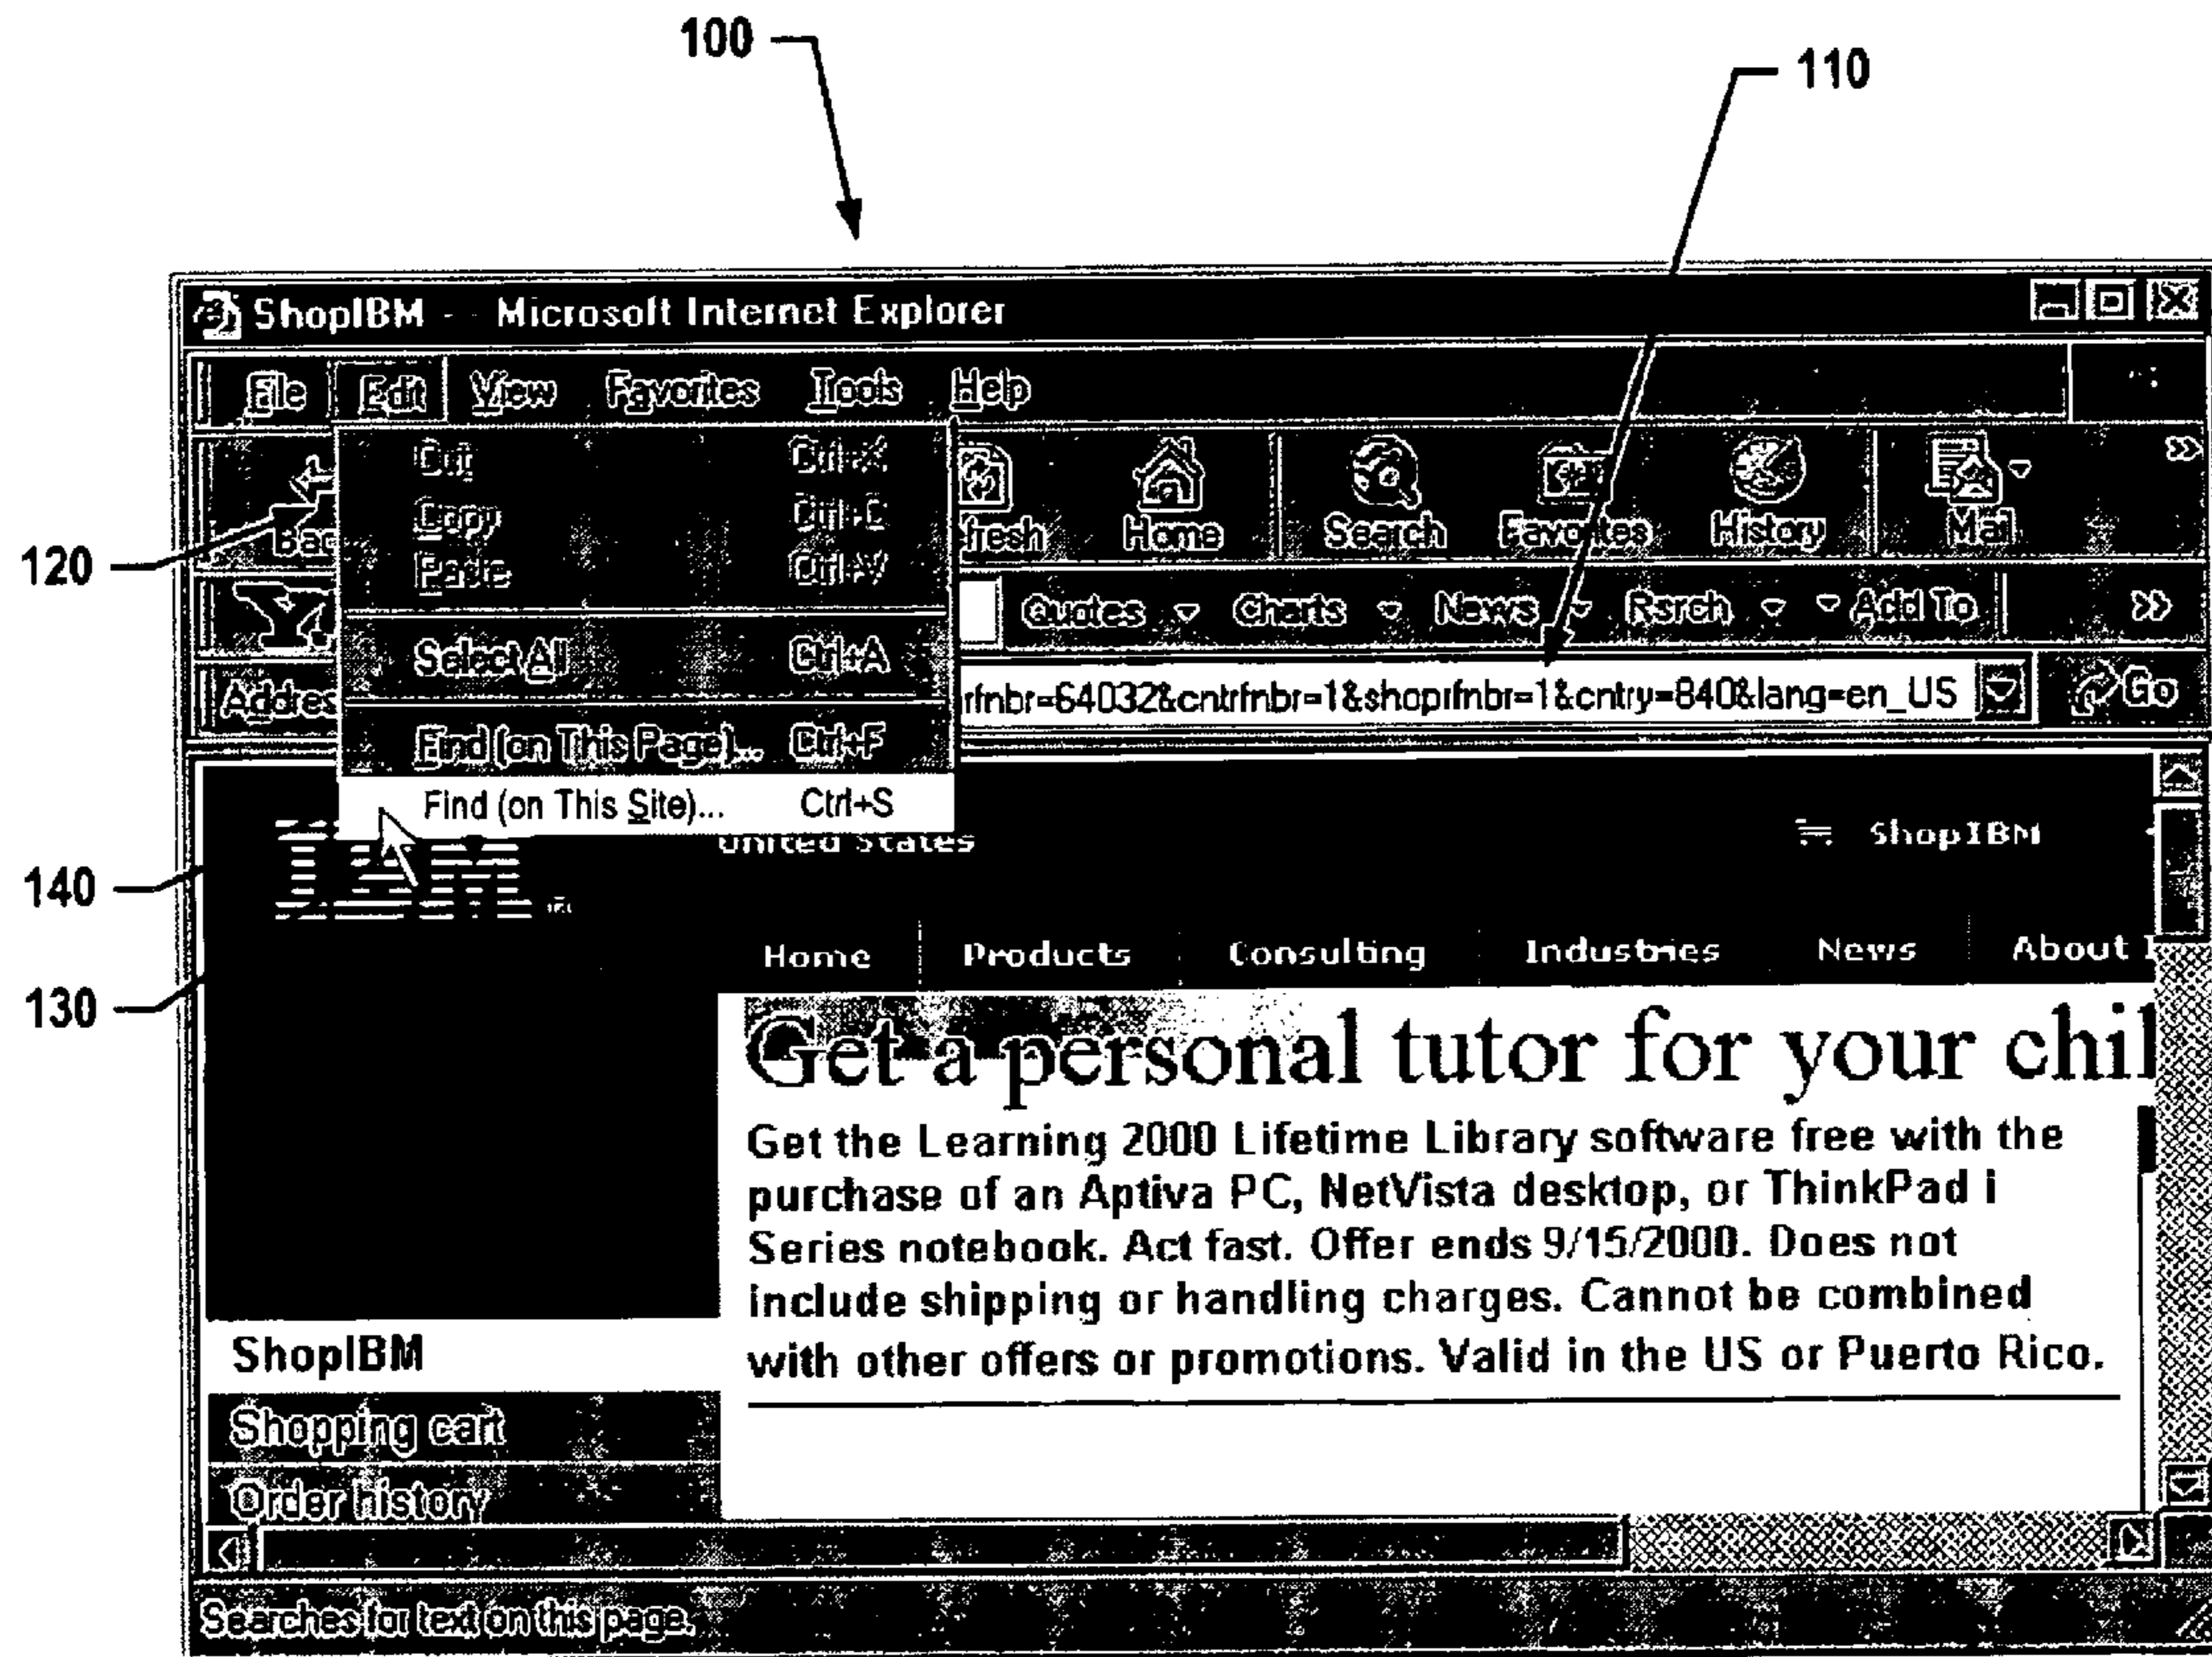 100
110
ShopIBM - - Microsoft Internet Explorer
File Edit View Favorites Tools Help
Cut Ctrl+X
Copy Ctrl+C
Paste Ctrl+V
Select All Ctrl+A
Find (on This Page)... Ctrl+F
Find (on This Site)... Ctrl+S
120
Bac
fresh Home Search Favorites History Mail
Y!
Quotes Charts News Rsrch Add To
Addres
rfnbr=64032&cntrfnbr=1&shoprfnbr=1&cntry=840&lang=en_US Go
140
130
IBM
United States
ShopIBM
Home Products Consulting Industries News About I
Get a personal tutor for your chil
Get the Learning 2000 Lifetime Library software free with the
purchase of an Aptiva PC, NetVista desktop, or ThinkPad i
Series notebook. Act fast. Offer ends 9/15/2000. Does not
include shipping or handling charges. Cannot be combined
with other offers or promotions. Valid in the US or Puerto Rico.
ShopIBM
Shopping cart
Order history
Searches for text on this page.